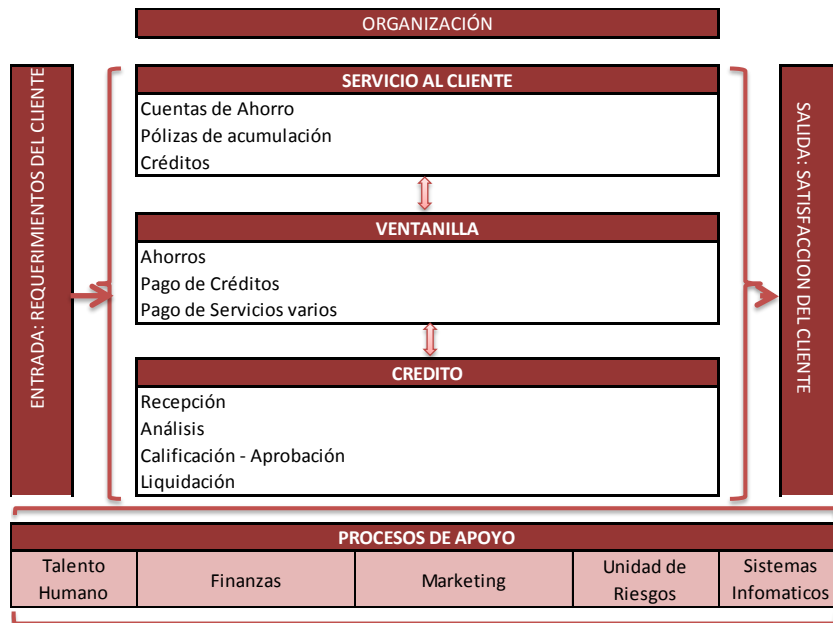 ORGANIZACIÓN
ENTRADA: REQUERIMIENTOS DEL CLIENTE
SERVICIO AL CLIENTE
Cuentas de Ahorro
Pólizas de acumulación
Créditos
VENTANILLA
Ahorros
Pago de Créditos
Pago de Servicios varios
CREDITO
Recepción
Análisis
Calificación - Aprobación
Liquidación
SALIDA: SATISFACCION DEL CLIENTE
PROCESOS DE APOYO
Talento
Humano
Finanzas
Marketing
Unidad de
Riesgos
Sistemas
Infomaticos